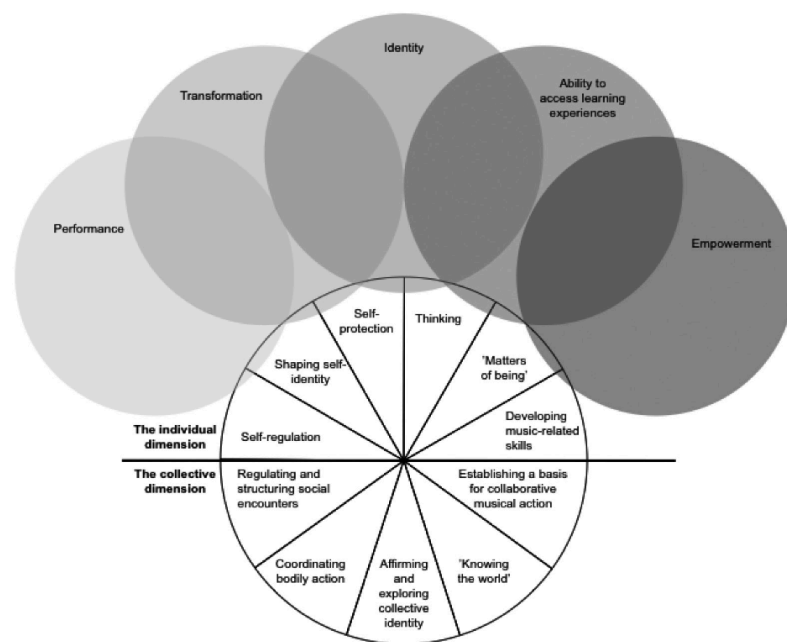 Identity
Transformation
Ability to
access learning
experiences
Performance
Empowerment
Self-
protection
Thinking
Shaping self-
identity
'Matters
of being'
The individual
dimension
Self-regulation
Developing
music-related
skills
The collective
dimension
Regulating and
structuring social
encounters
Establishing a basis
for collaborative
musical action
Coordinating
bodily action
Affirming
and
exploring
collective
identity
'Knowing
the world'